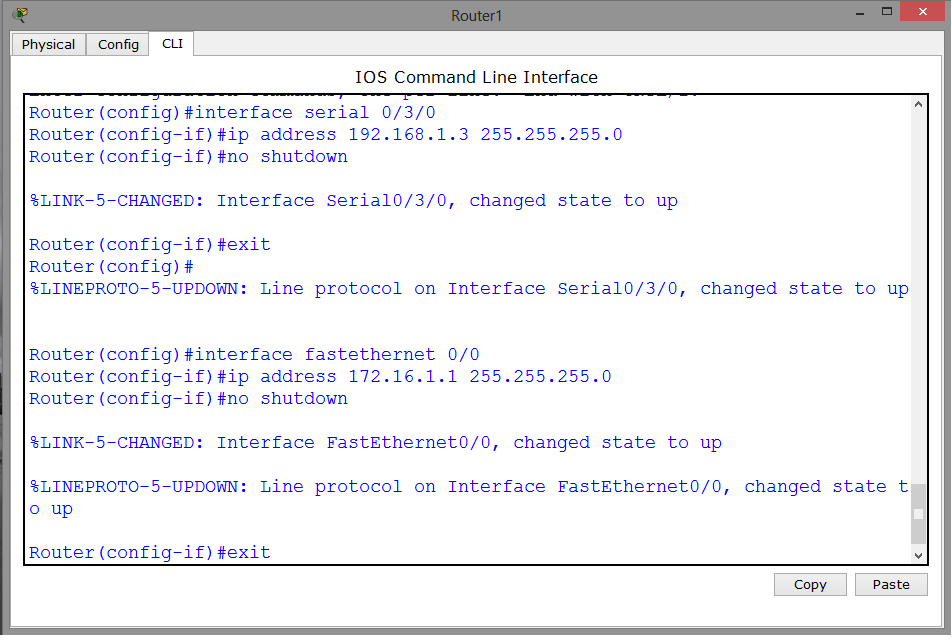 Router1
Physical Config CLI
IOS Command Line Interface
Router(config)#interface serial 0/3/0
Router(config-if)#ip address 192.168.1.3 255.255.255.0
Router(config-if)#no shutdown
%LINK-5-CHANGED: Interface Serial0/3/0, changed state to up
Router(config-if)#exit
Router(config)#
%LINEPROTO-5-UPDOWN: Line protocol on Interface Serial0/3/0, changed state to up
Router(config)#interface fastethernet 0/0
Router(config-if)#ip address 172.16.1.1 255.255.255.0
Router(config-if)#no shutdown
%LINK-5-CHANGED: Interface FastEthernet0/0, changed state to up
%LINEPROTO-5-UPDOWN: Line protocol on Interface FastEthernet0/0, changed state t
o up
Router(config-if)#exit
Copy Paste